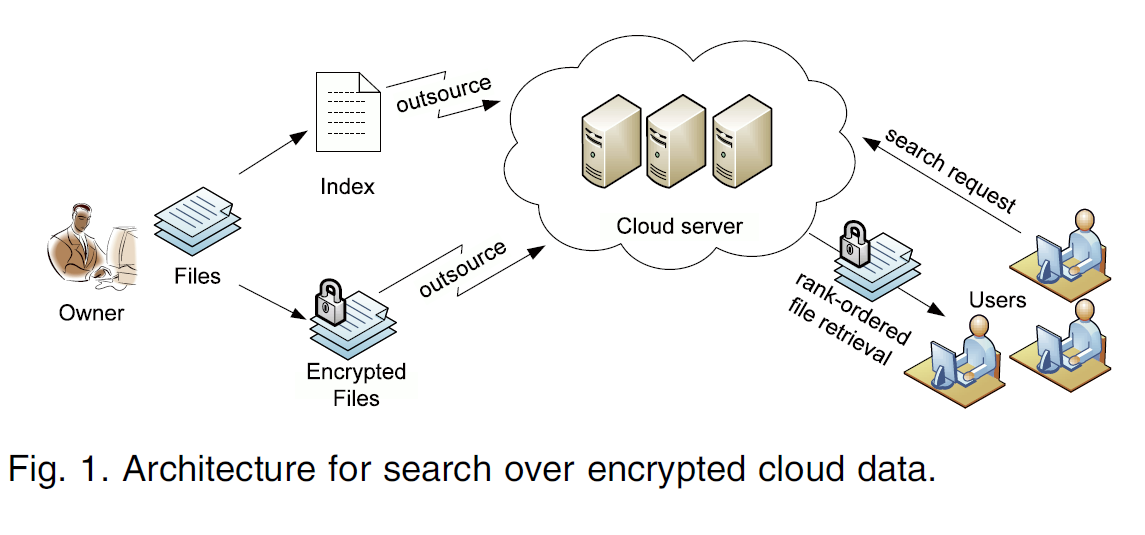 outsource
Index
Files
Owner
outsource
Encrypted
Files
Cloud server
search request
rank-ordered
file retrieval
Users
Fig. 1. Architecture for search over encrypted cloud data.